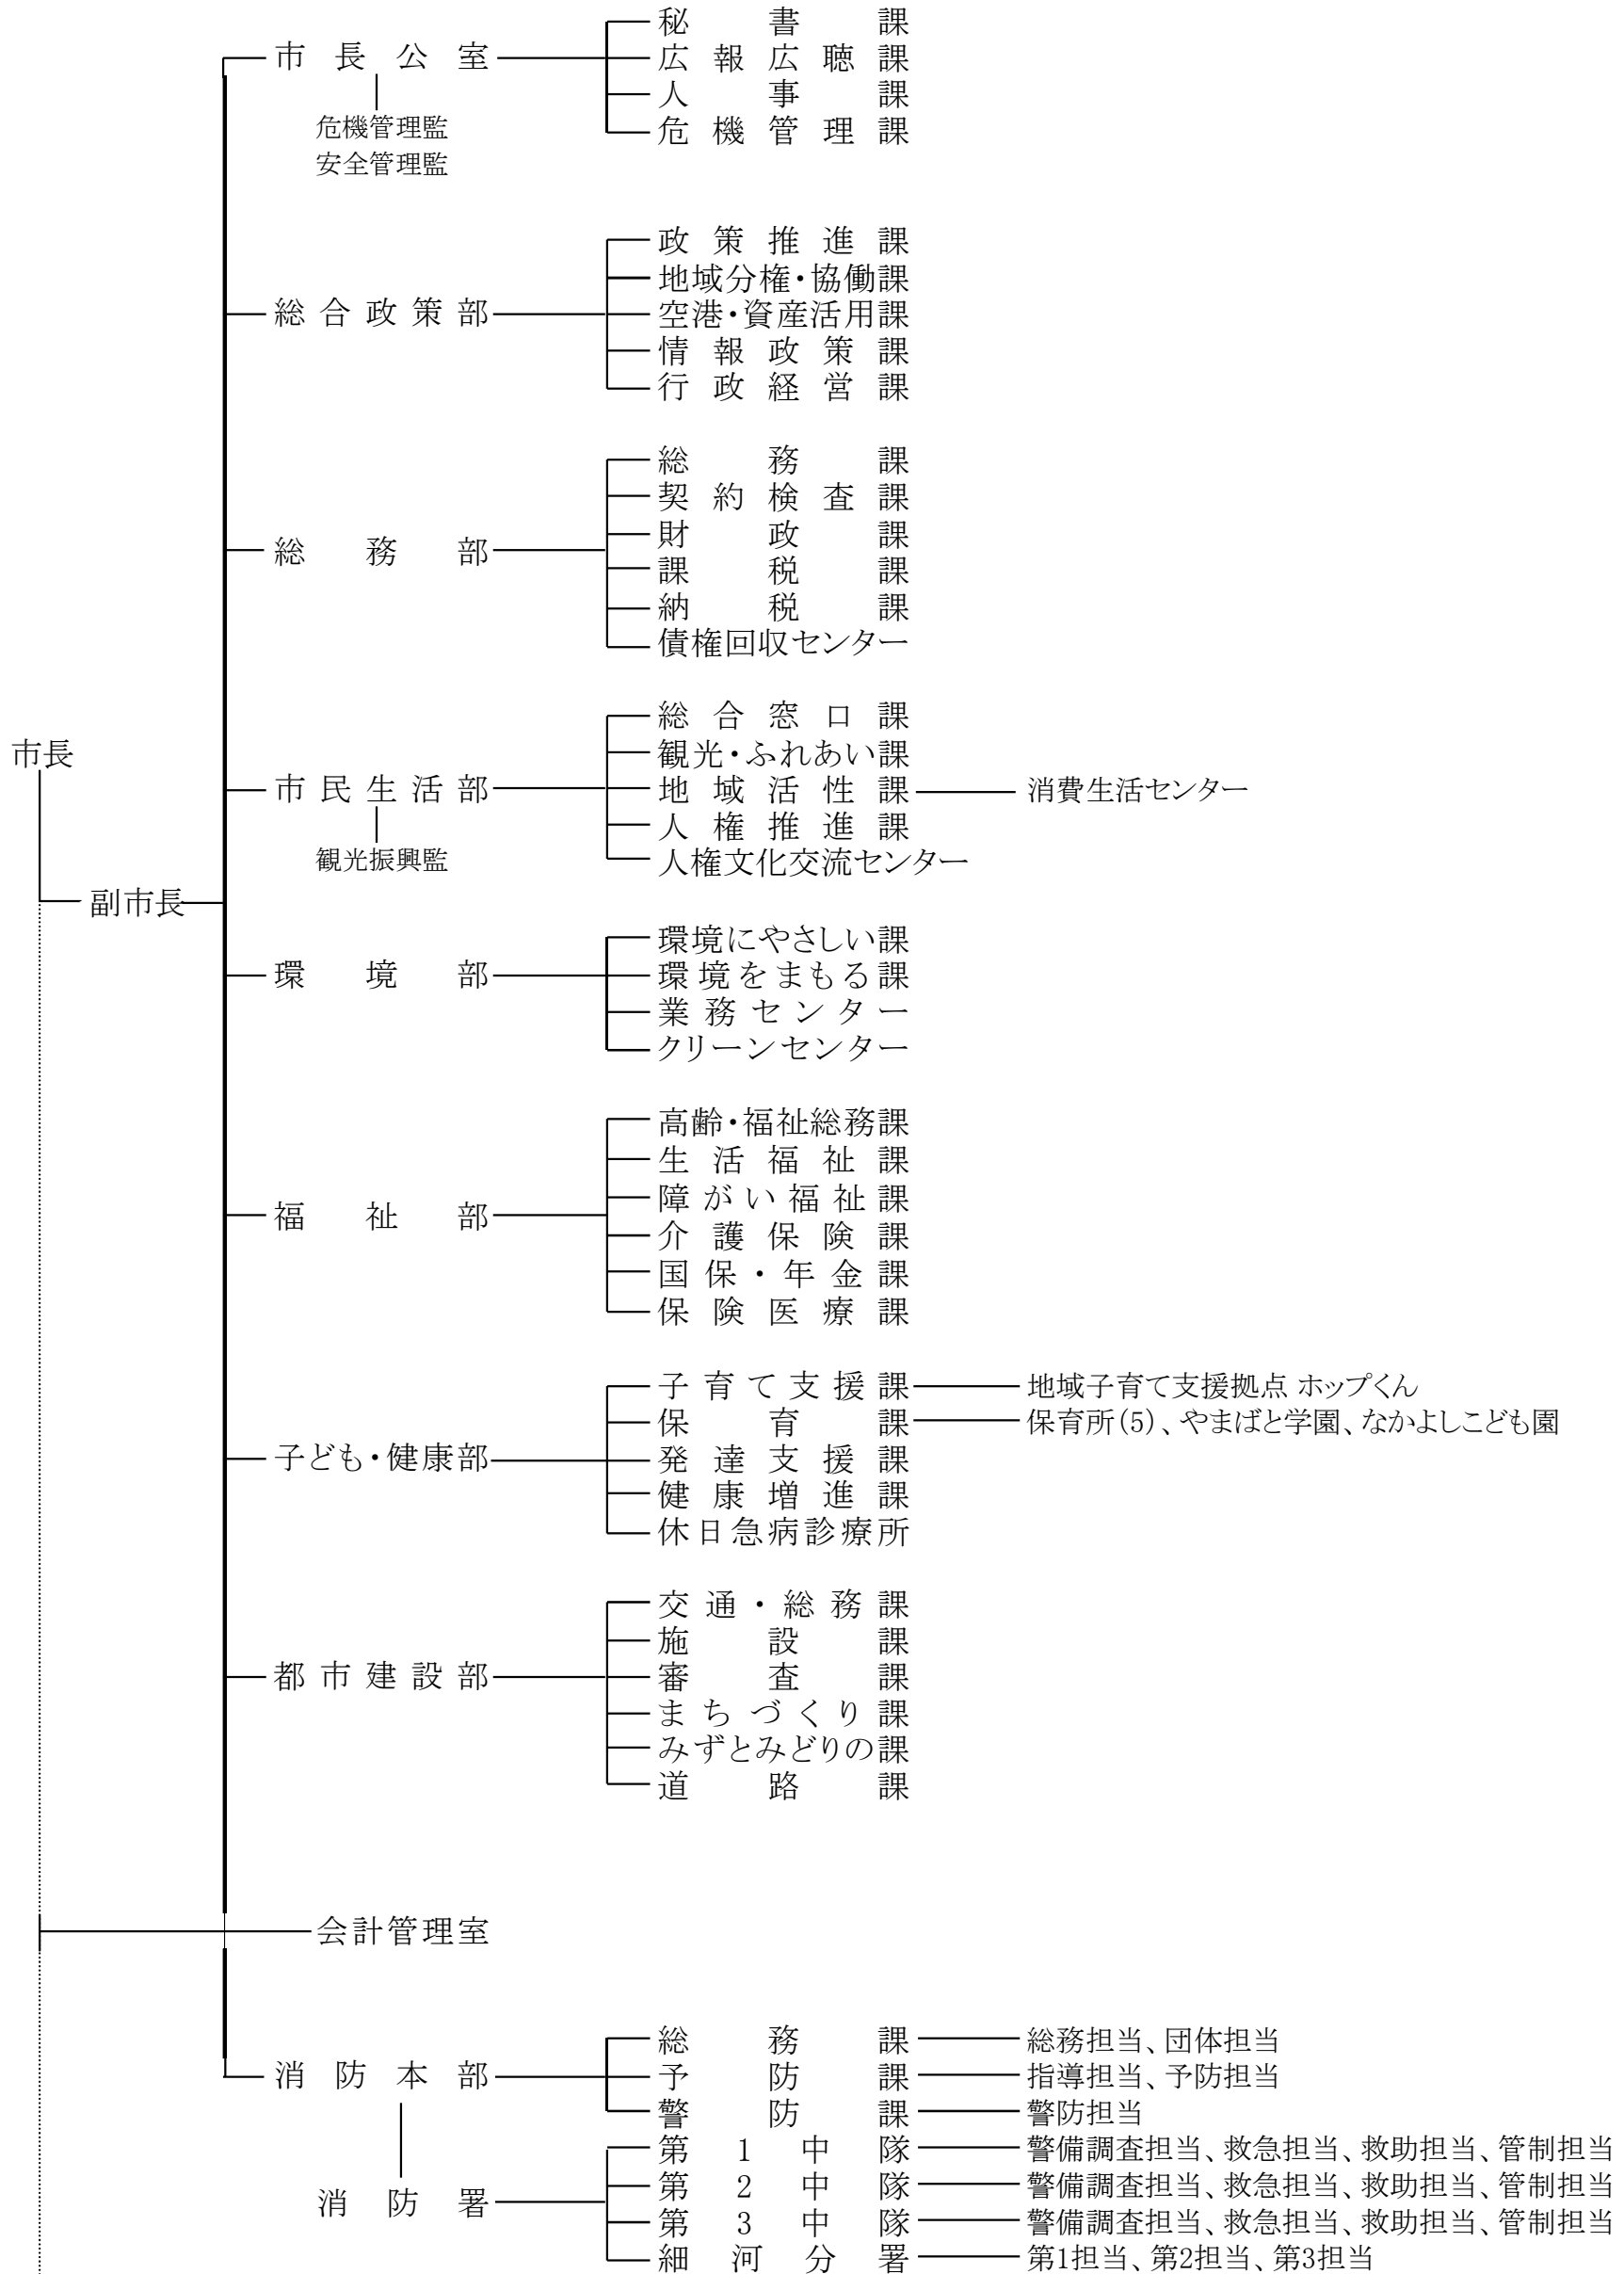 秘書課
市長公室
広報広聴課
人事課
危機管理課
危機管理監
安全管理監
政策推進課
地域分権・協働課
総合政策部
空港・資産活用課
情報政策課
行政経営課
総務課
契約検査課
財政課
総務部
課税課
納税課
債権回収センター
総合窓口課
市長
観光・ふれあい課
市民生活部
地域活性課 消費生活センター
人権推進課
観光振興監
人権文化交流センター
副市長
環境にやさしい課
環境部
環境をまもる課
業務センター
クリーンセンター
高齢・福祉総務課
生活福祉課
障がい福祉課
福祉部
介護保険課
国保・年金課
保険医療課
子育て支援課 地域子育て支援拠点 ホップくん
保育課 保育所(5)、やまばと学園、なかよしこども園
子ども・健康部
発達支援課
健康増進課
休日急病診療所
交通・総務課
施設課
都市建設部
審査課
まちづくり課
みずとみどりの課
道路課
会計管理室
総務課 総務担当、団体担当
消防本部
予防課 指導担当、予防担当
警防課 警防担当
第1中隊 警備調査担当、救急担当、救助担当、管制担当
第2中隊 警備調査担当、救急担当、救助担当、管制担当
消防署
第3中隊 警備調査担当、救急担当、救助担当、管制担当
細河分署 第1担当、第2担当、第3担当